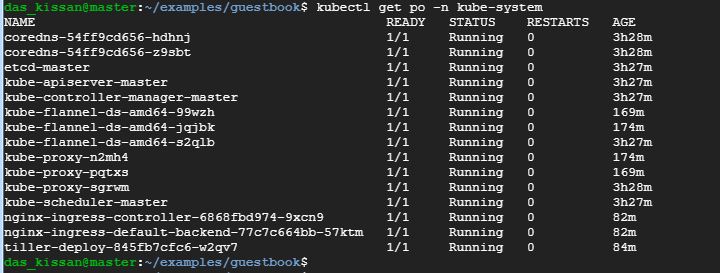 das_kissan@master:~/examples/guestbook$ kubectl get po -n kube-system
NAME READY STATUS RESTARTS AGE
coredns-54ff9cd656-hdhnj 1/1 Running 0 3h28m
coredns-54ff9cd656-z9sbt 1/1 Running 0 3h28m
etcd-master 1/1 Running 0 3h27m
kube-apiserver-master 1/1 Running 0 3h27m
kube-controller-manager-master 1/1 Running 0 3h27m
kube-flannel-ds-amd64-99wzh 1/1 Running 0 169m
kube-flannel-ds-amd64-jqjbk 1/1 Running 0 174m
kube-flannel-ds-amd64-s2qlb 1/1 Running 0 3h27m
kube-proxy-n2mh4 1/1 Running 0 174m
kube-proxy-pqtxs 1/1 Running 0 169m
kube-proxy-sgrwm 1/1 Running 0 3h28m
kube-scheduler-master 1/1 Running 0 3h27m
nginx-ingress-controller-6868fbd974-9xcn9 1/1 Running 0 82m
nginx-ingress-default-backend-77c7c664bb-57ktm 1/1 Running 0 82m
tiller-deploy-845fb7cfc6-w2qv7 1/1 Running 0 84m
das_kissan@master:~/examples/guestbook$